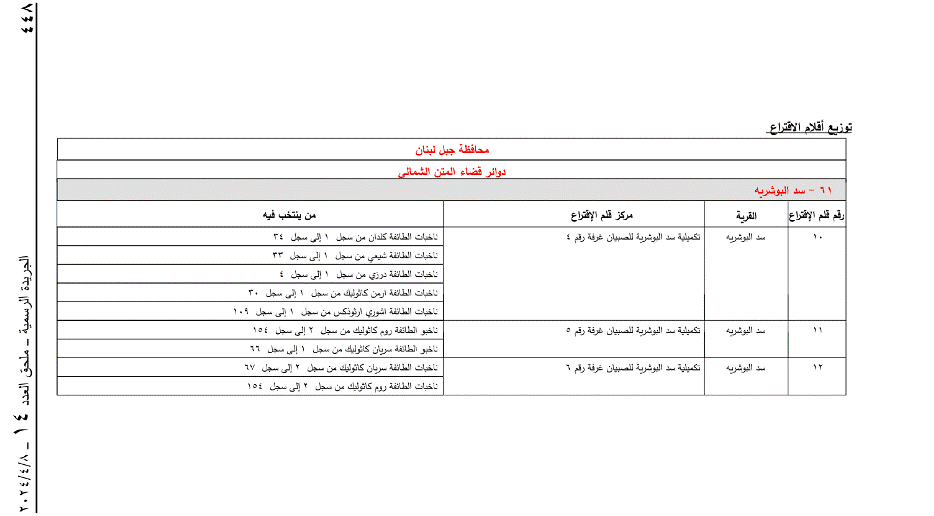 ٤٤٨
الجريدة الرسمية – ملحق العدد ١٤ – ٢٠٢٤/٤/٨
توزيع أقلام الاقتراع
محافظة جبل لبنان
دوائر قضاء المتن الشمالي
٦١ - سد البوشريه
رقم قلم الإقتراع القرية مركز قلم الإقتراع من ينتخب فيه
١٠ سد البوشريه تكميلية سد البوشرية للصبيان غرفة رقم ٤ ناخبات الطائفة كلدان من سجل ١ إلى سجل ٣٤
ناخبات الطائفة شيعي من سجل ١ إلى سجل ٣٣
ناخبات الطائفة درزي من سجل ١ إلى سجل ٤
ناخبات الطائفة ارمن كاثوليك من سجل ١ إلى سجل ٣٠
ناخبات الطائفة اشوري ارثوذكس من سجل ١ إلى سجل ١٠٩
١١ سد البوشريه تكميلية سد البوشرية للصبيان غرفة رقم ٥ ناخبو الطائفة روم كاثوليك من سجل ٢ إلى سجل ١٥٤
ناخبو الطائفة سريان كاثوليك من سجل ١ إلى سجل ٦٦
١٢ سد البوشريه تكميلية سد البوشرية للصبيان غرفة رقم ٦ ناخبات الطائفة سريان كاثوليك من سجل ٢ إلى سجل ٦٧
ناخبات الطائفة روم كاثوليك من سجل ٢ إلى سجل ١٥٤